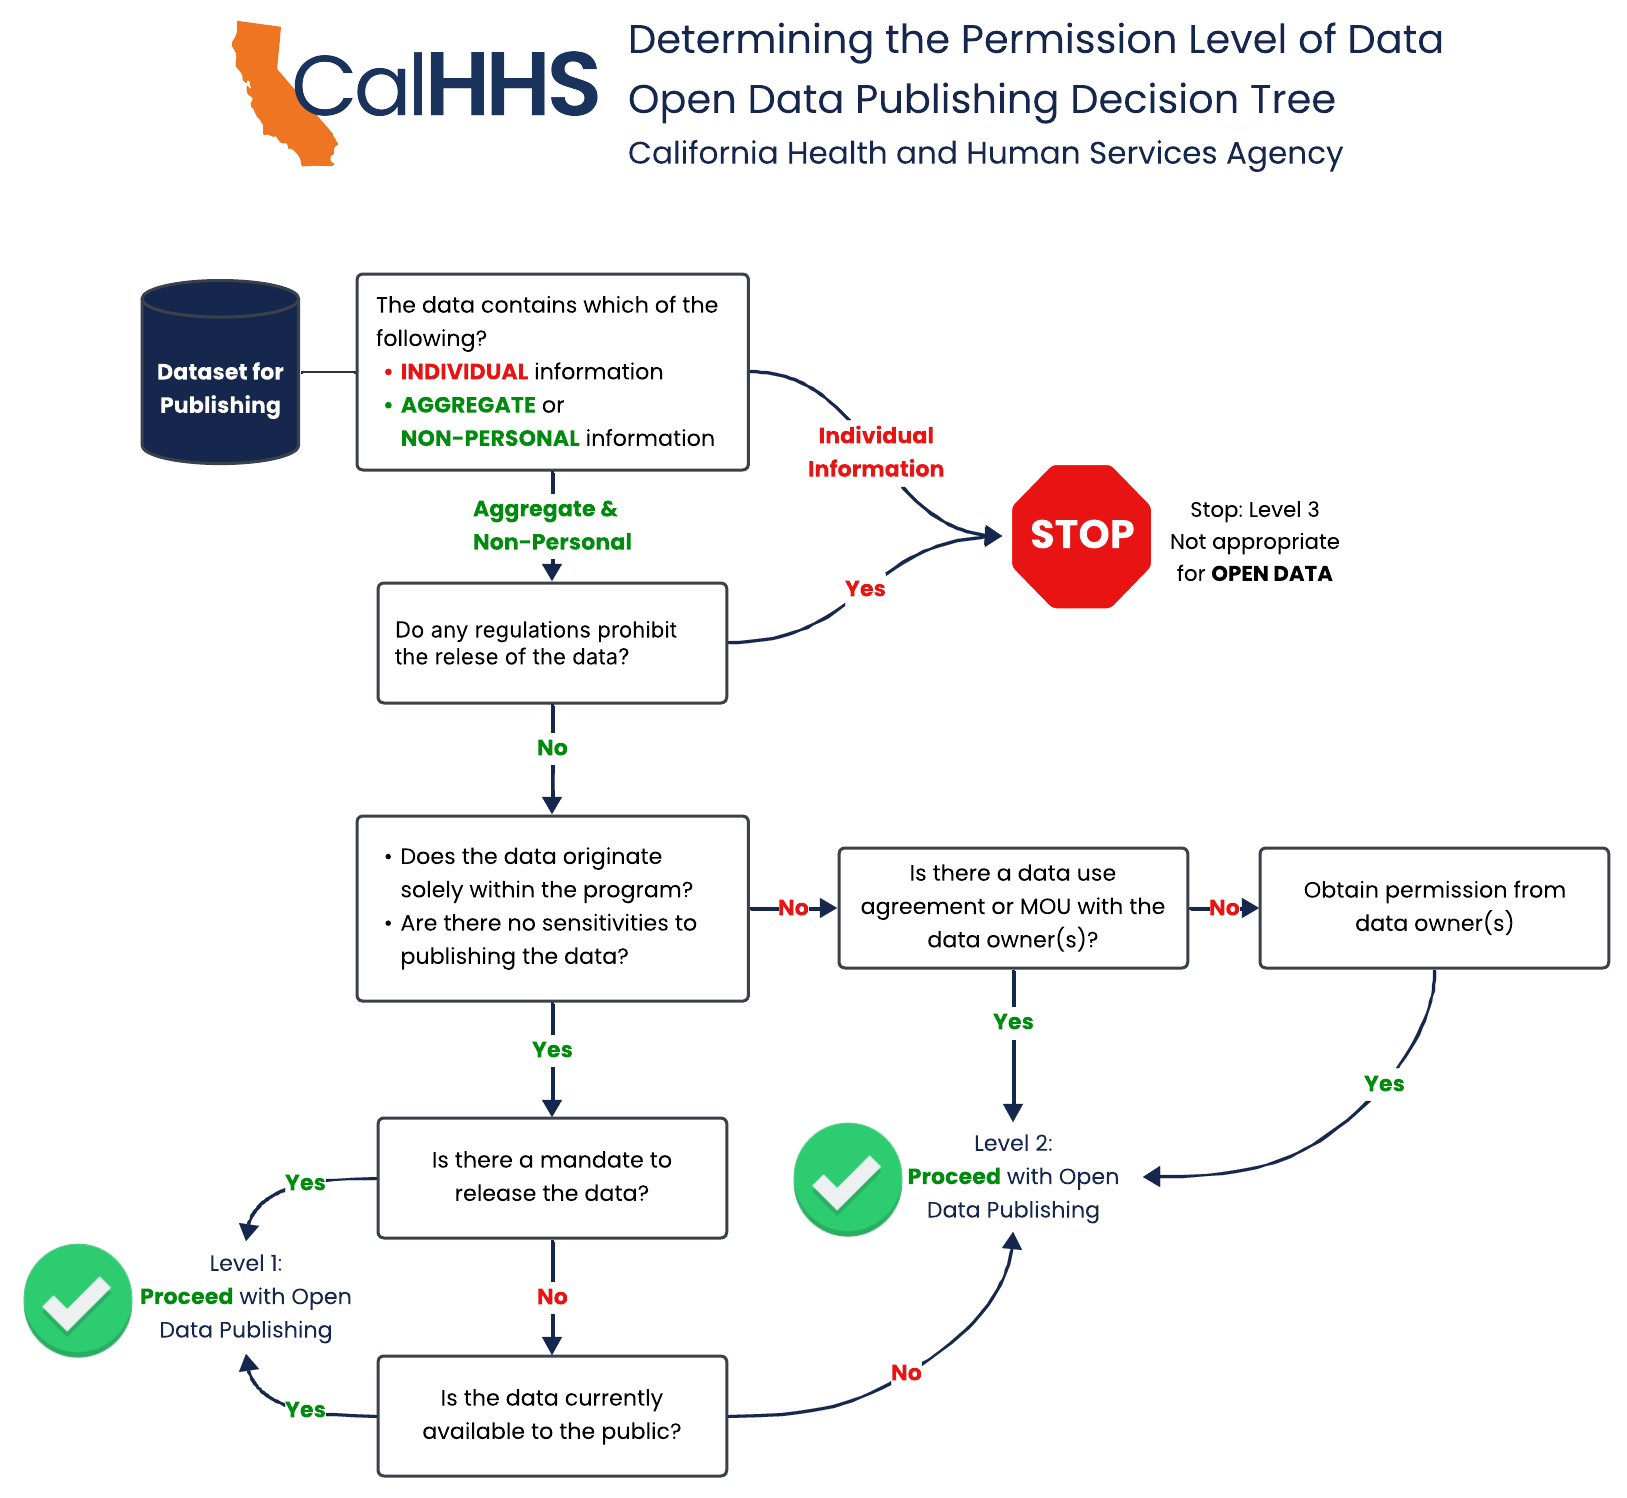 CalHHS
Determining the Permission Level of Data
Open Data Publishing Decision Tree
California Health and Human Services Agency
Dataset for
Publishing
The data contains which of the
following?
• INDIVIDUAL information
• AGGREGATE or
NON-PERSONAL information
Individual
Information
Aggregate &
Non-Personal
STOP
Stop: Level 3
Not appropriate
for OPEN DATA
Yes
Do any regulations prohibit
the relese of the data?
No
• Does the data originate
solely within the program?
• Are there no sensitivities to
publishing the data?
No
Is there a data use
agreement or MOU with the
data owner(s)?
No
Obtain permission from
data owner(s)
Yes
Yes
Yes
Is there a mandate to
release the data?
Yes
Level 2:
Proceed with Open
Data Publishing
Level 1:
Proceed with Open
Data Publishing
No
No
Is the data currently
available to the public?
Yes